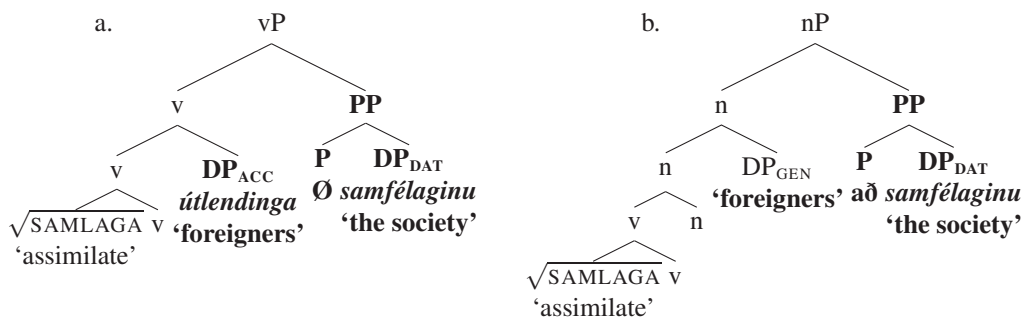 a. vP b. nP
v PP n PP
v DP_ACC P DP_DAT n DP_GEN P DP_DAT
útlendinga Ø samfélaginu ‘foreigners’ að samfélaginu
√SAMLAGA v ‘foreigners’ ‘the society’ v n ‘the society’
‘assimilate’
√SAMLAGA v
‘assimilate’